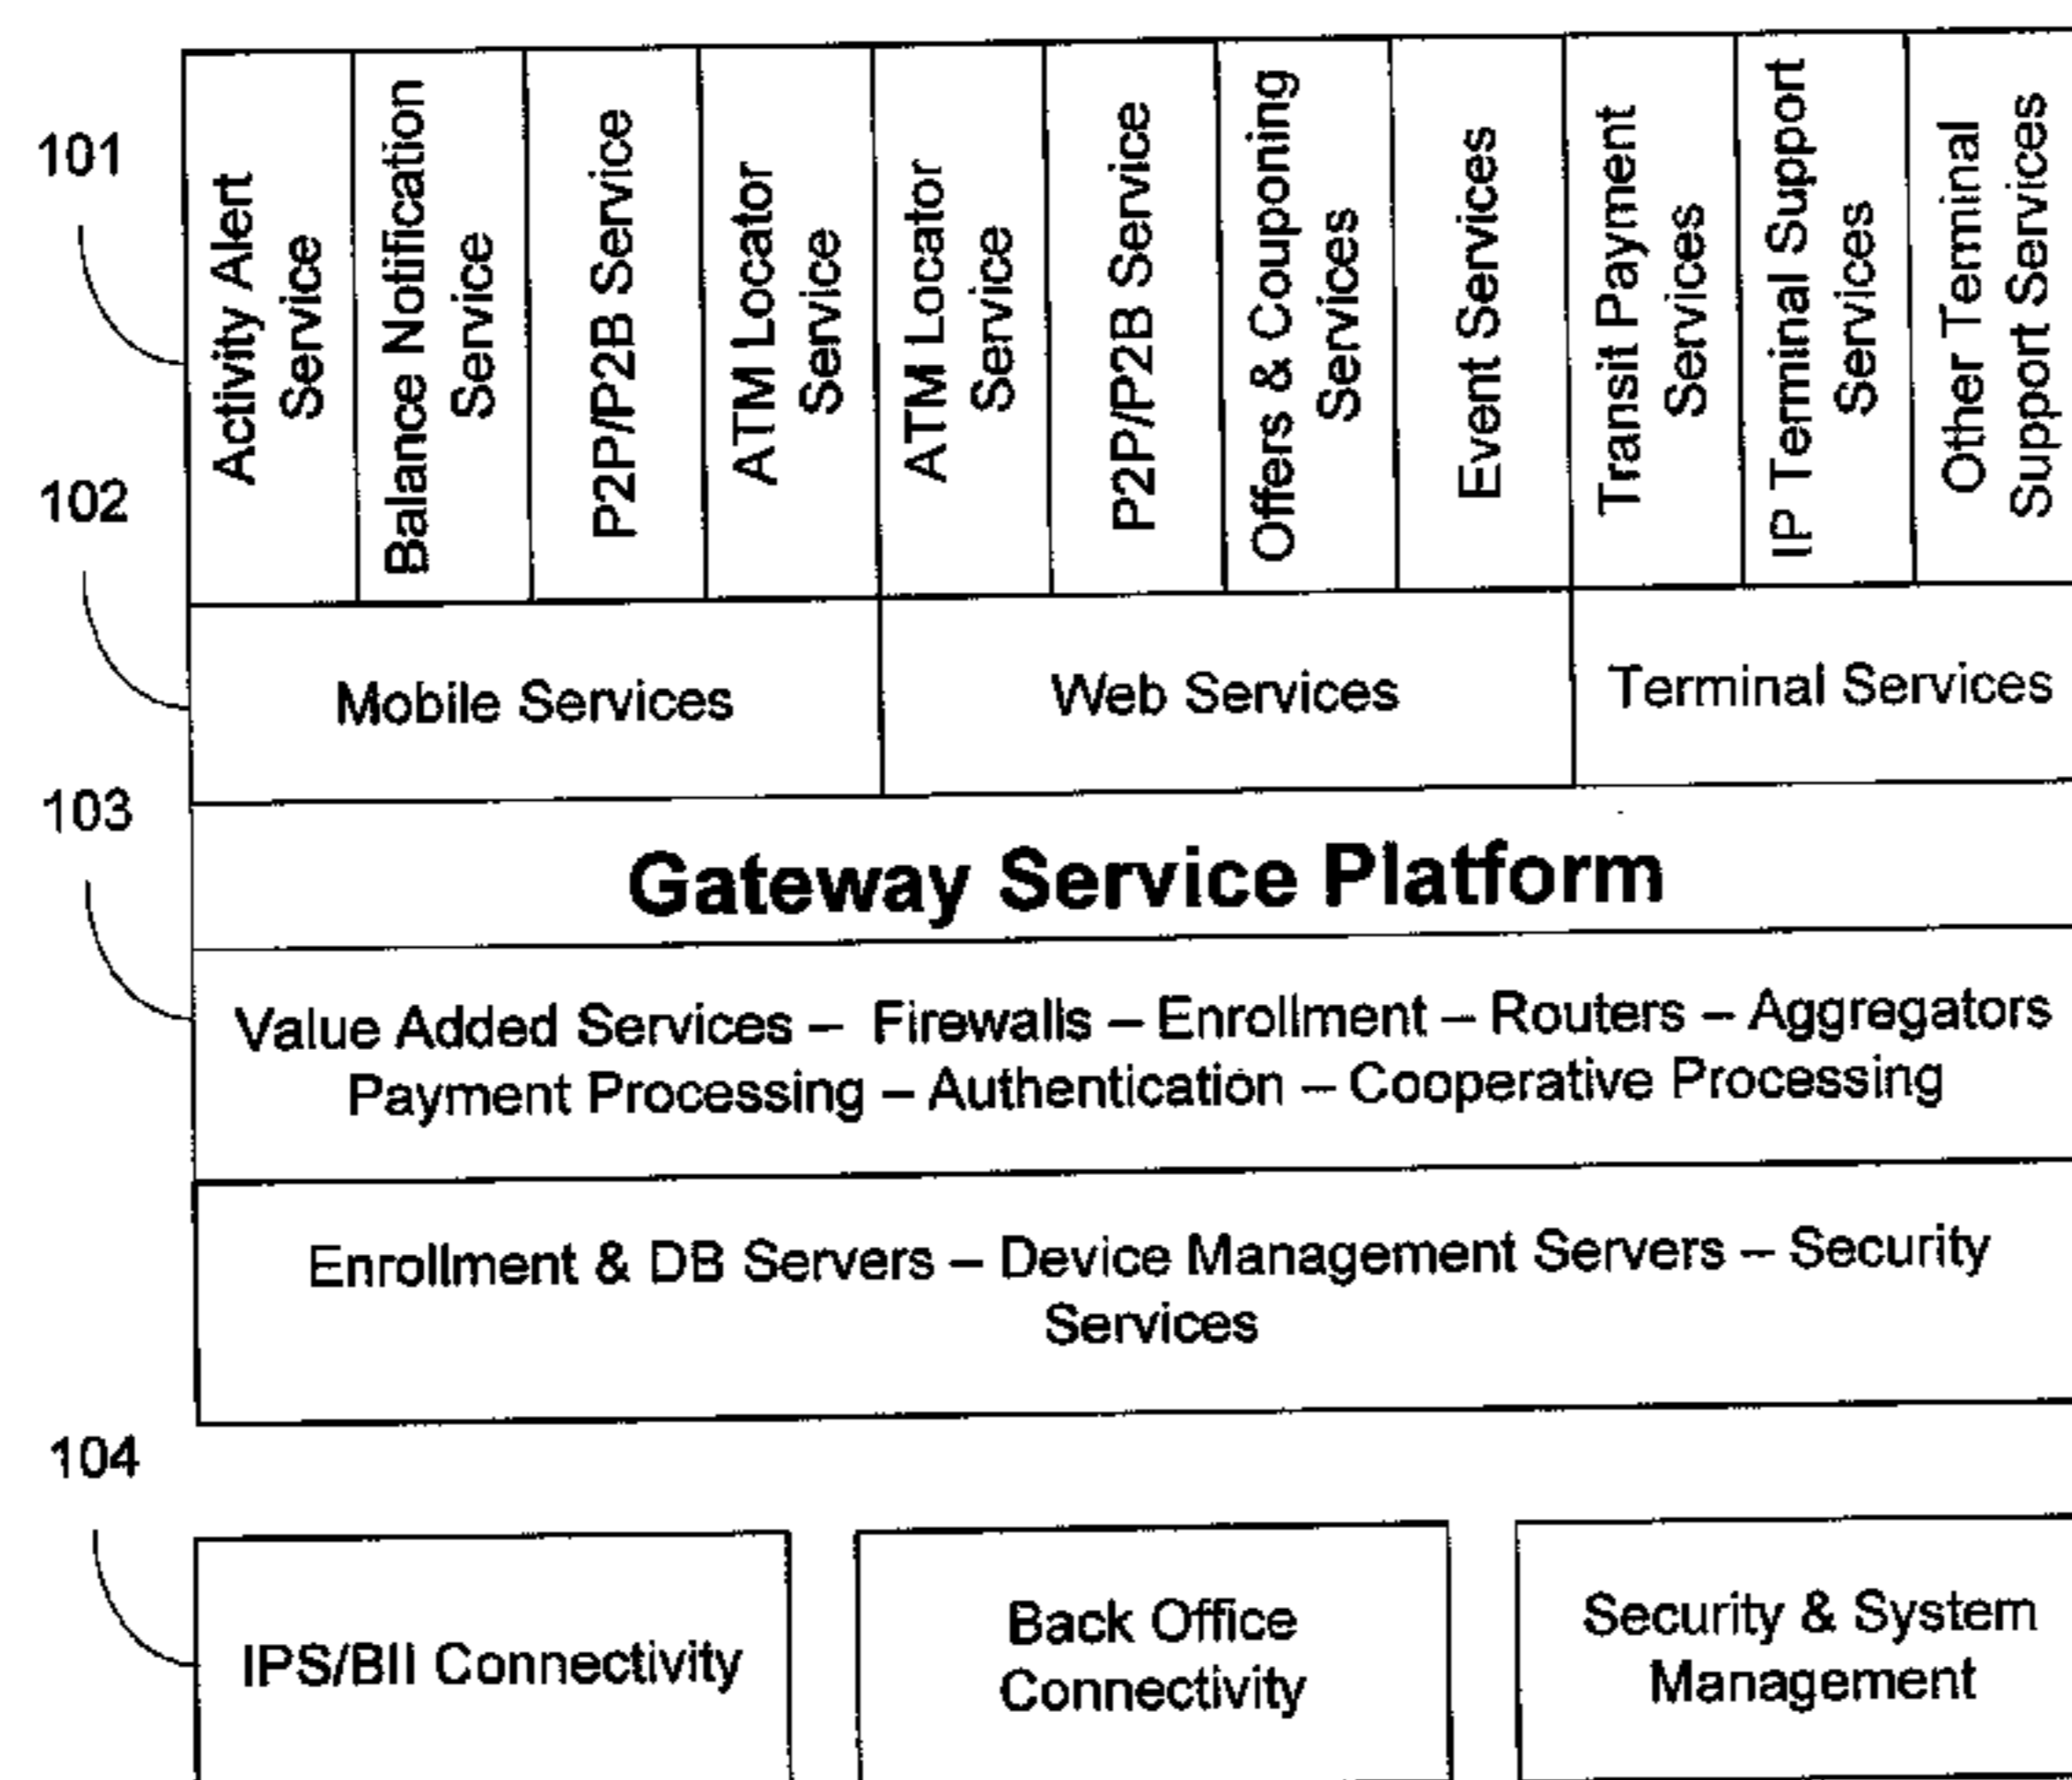 101
Activity Alert
Service
Balance Notification
Service
P2P/P2B Service
ATM Locator
Service
ATM Locator
Service
P2P/P2B Service
Offers & Couponing
Services
Event Services
Transit Payment
Services
IP Terminal Support
Services
Other Terminal
Support Services
102
Mobile Services
Web Services
Terminal Services
103
Gateway Service Platform
Value Added Services – Firewalls – Enrollment – Routers – Aggregators
Payment Processing – Authentication – Cooperative Processing
Enrollment & DB Servers – Device Management Servers – Security
Services
104
IPS/BII Connectivity
Back Office
Connectivity
Security & System
Management